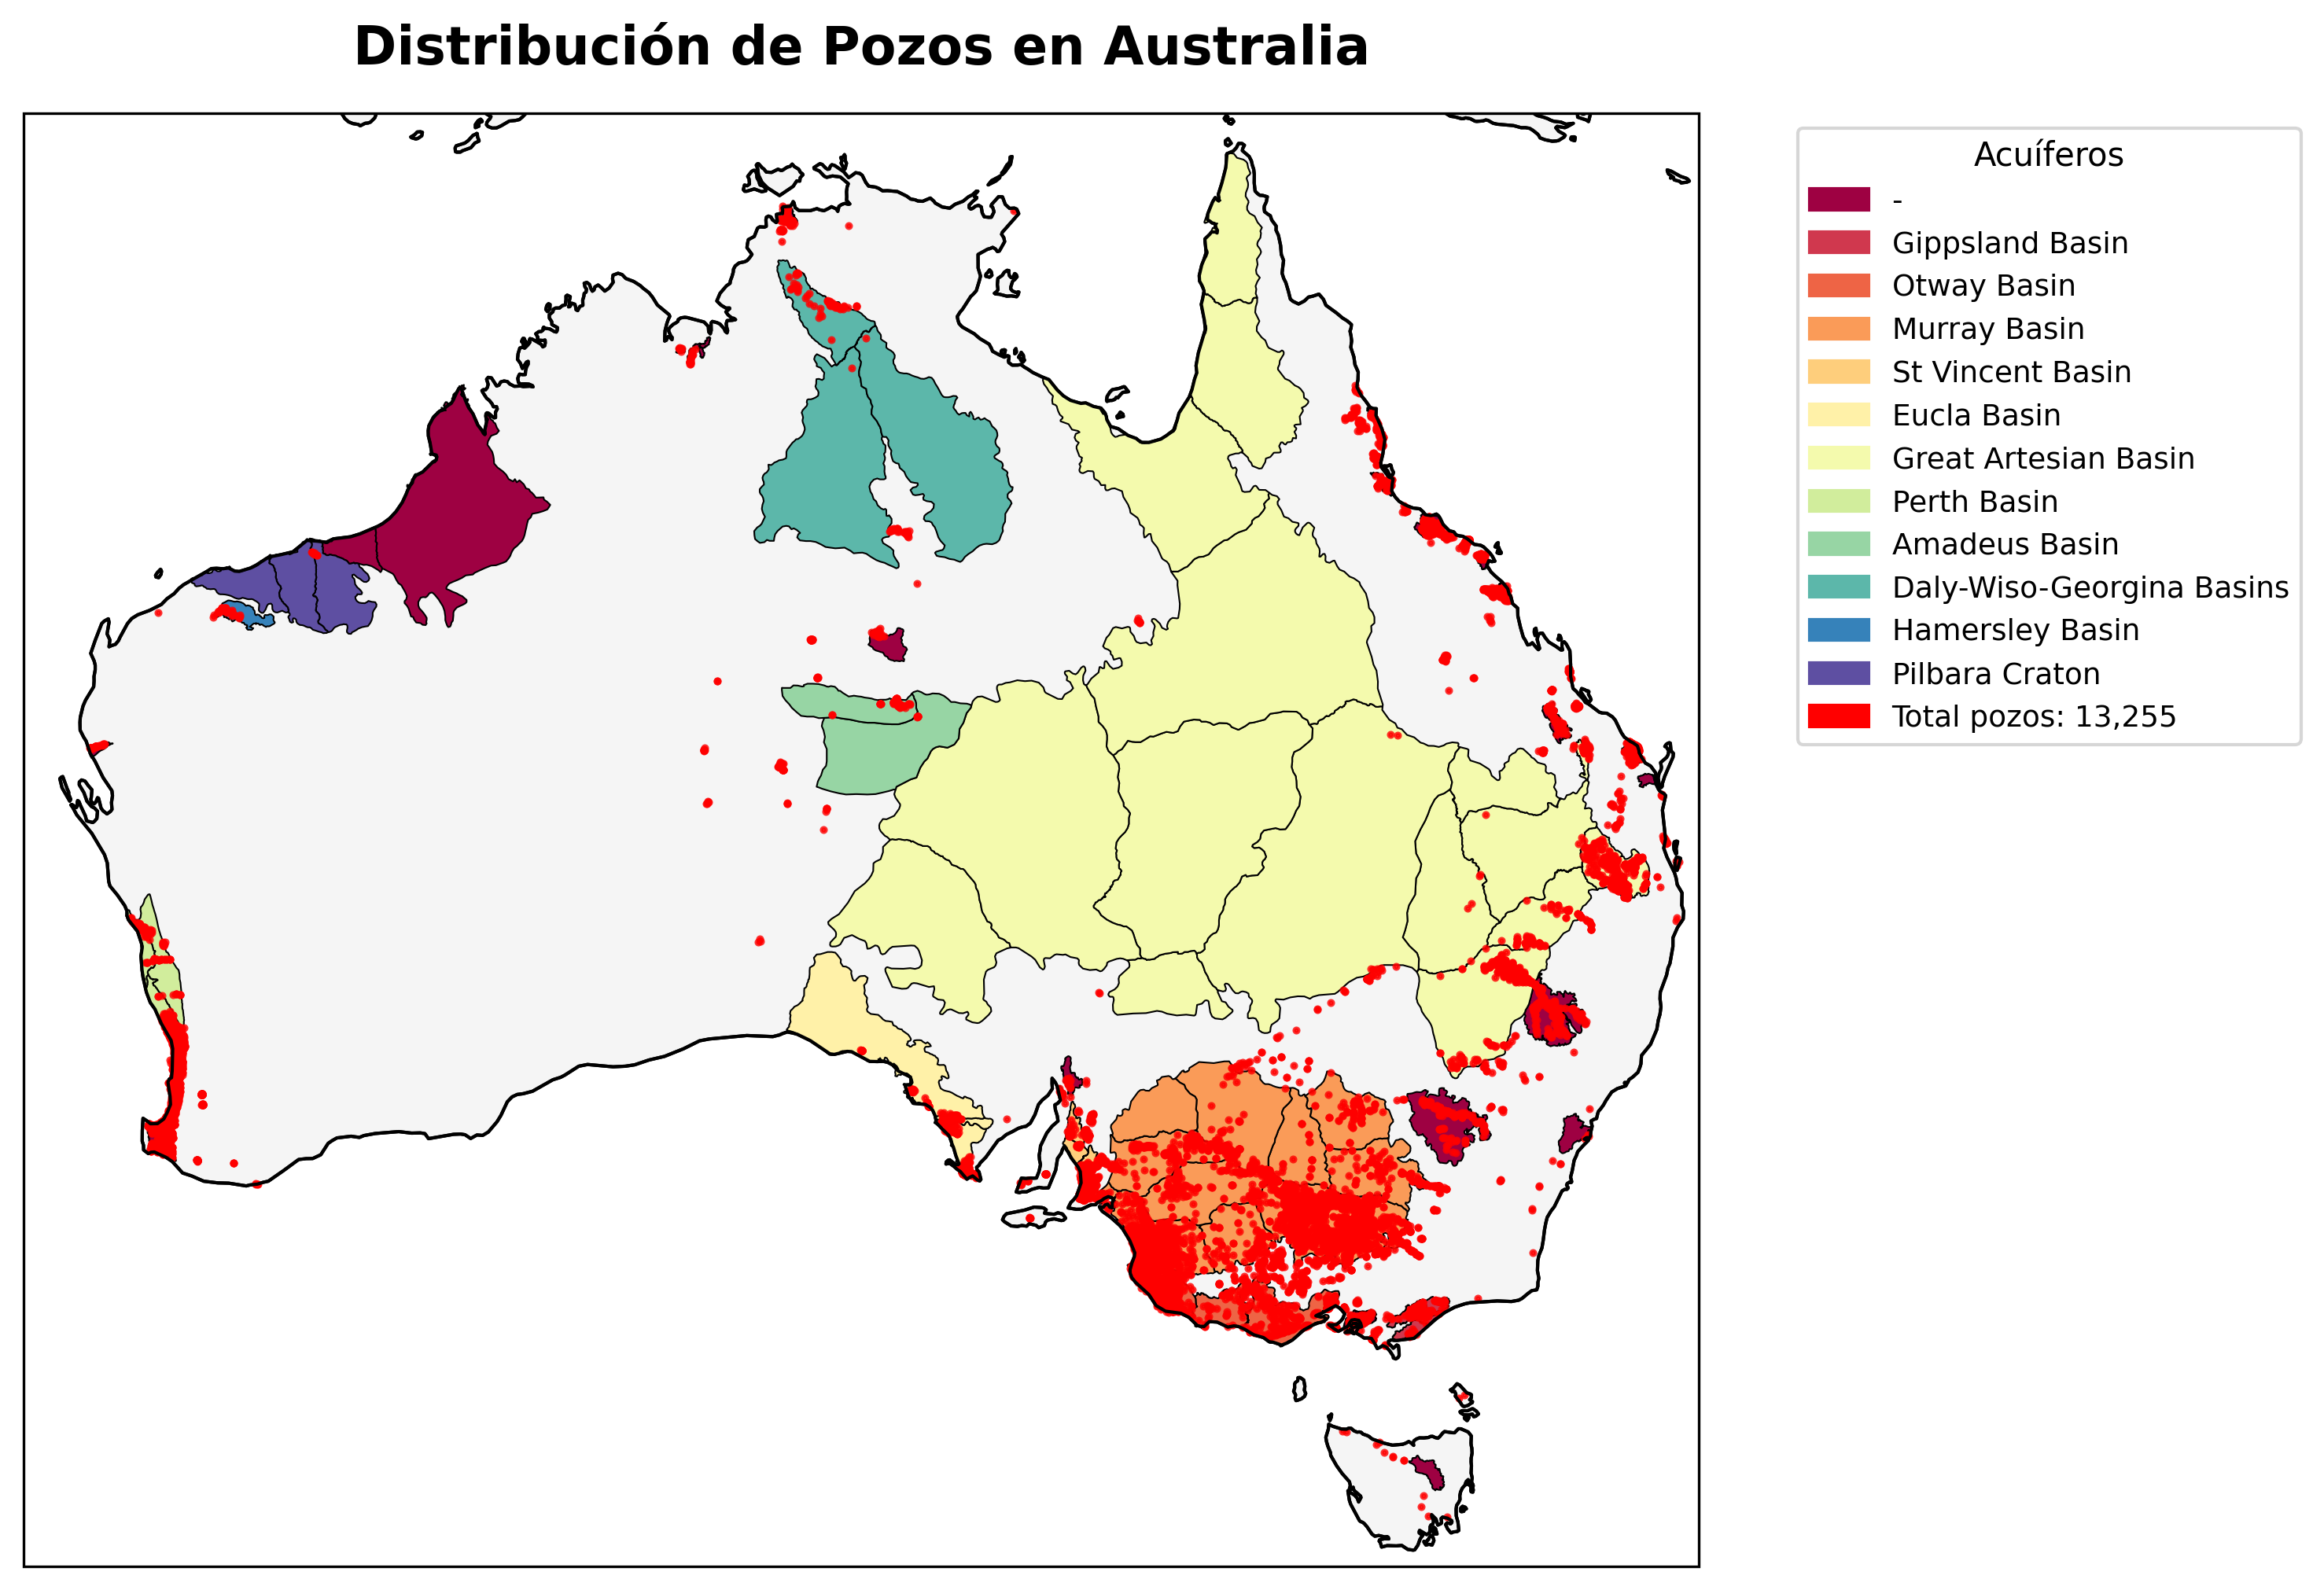 Distribución de Pozos en Australia
Acuíferos
-
Gippsland Basin
Otway Basin
Murray Basin
St Vincent Basin
Eucla Basin
Great Artesian Basin
Perth Basin
Amadeus Basin
Daly-Wiso-Georgina Basins
Hamersley Basin
Pilbara Craton
Total pozos: 13,255